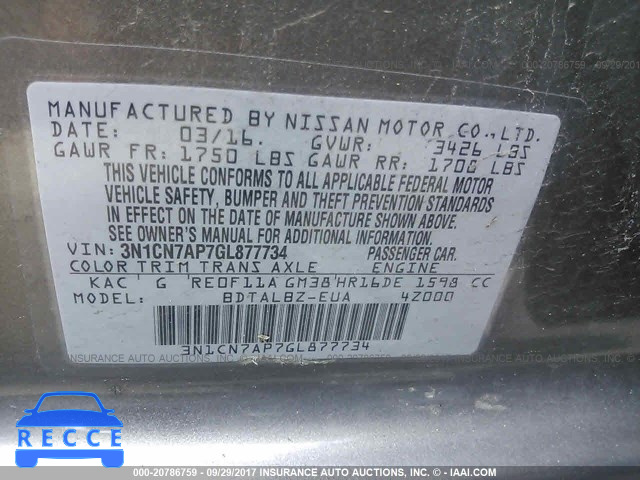 MANUFACTURED BY NISSAN MOTOR CO.,LTD.
DATE: 03/16. GVWR: 3426 LBS
GAWR FR: 1750 LBS GAWR RR: 1700 LBS
THIS VEHICLE CONFORMS TO ALL APPLICABLE FEDERAL MOTOR
VEHICLE SAFETY, BUMPER AND THEFT PREVENTION STANDARDS
IN EFFECT ON THE DATE OF MANUFACTURE SHOWN ABOVE.
SEE OWNER'S MANUAL FOR ADDITIONAL INFORMATION.
VIN: 3N1CN7AP7GL877734 PASSENGER CAR.
COLOR TRIM TRANS AXLE ENGINE
KAC G RE0F11A GM38 HR16DE 1598 CC
MODEL: BDTALBZ-EUA 4Z000
3N1CN7AP7GL877734
RECCE
000-20786759 09/29/2017 INSURANCE AUTO AUCTIONS, INC. - IAAI.COM